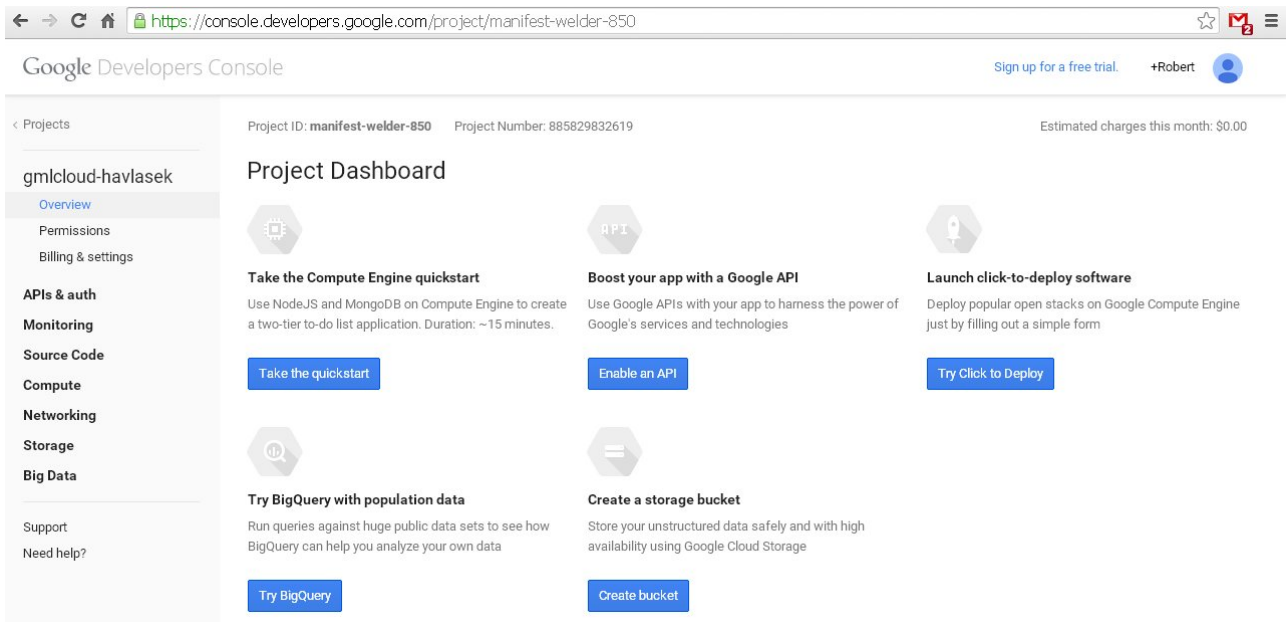 https://console.developers.google.com/project/manifest-welder-850
2
Google Developers Console
Sign up for a free trial.
+Robert
< Projects
Project ID: manifest-welder-850
Project Number: 885829832619
Estimated charges this month: $0.00
gmlcloud-havlasek
Overview
Permissions
Billing & settings
APIs & auth
Monitoring
Source Code
Compute
Networking
Storage
Big Data
Support
Need help?
Project Dashboard
Take the Compute Engine quickstart
Use NodeJS and MongoDB on Compute Engine to create
a two-tier to-do list application. Duration: ~15 minutes.
Take the quickstart
API
Boost your app with a Google API
Use Google APIs with your app to harness the power of
Google's services and technologies
Enable an API
Launch click-to-deploy software
Deploy popular open stacks on Google Compute Engine
just by filling out a simple form
Try Click to Deploy
Try BigQuery with population data
Run queries against huge public data sets to see how
BigQuery can help you analyze your own data
Try BigQuery
Create a storage bucket
Store your unstructured data safely and with high
availability using Google Cloud Storage
Create bucket